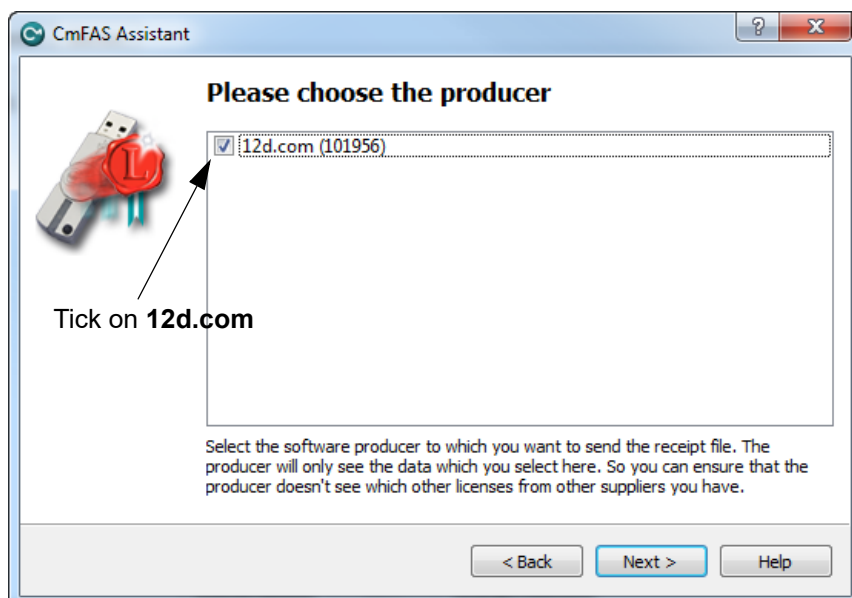 CmFAS Assistant
Please choose the producer
12d.com (101956)
Tick on 12d.com
Select the software producer to which you want to send the receipt file. The
producer will only see the data which you select here. So you can ensure that the
producer doesn't see which other licenses from other suppliers you have.
< Back
Next >
Help